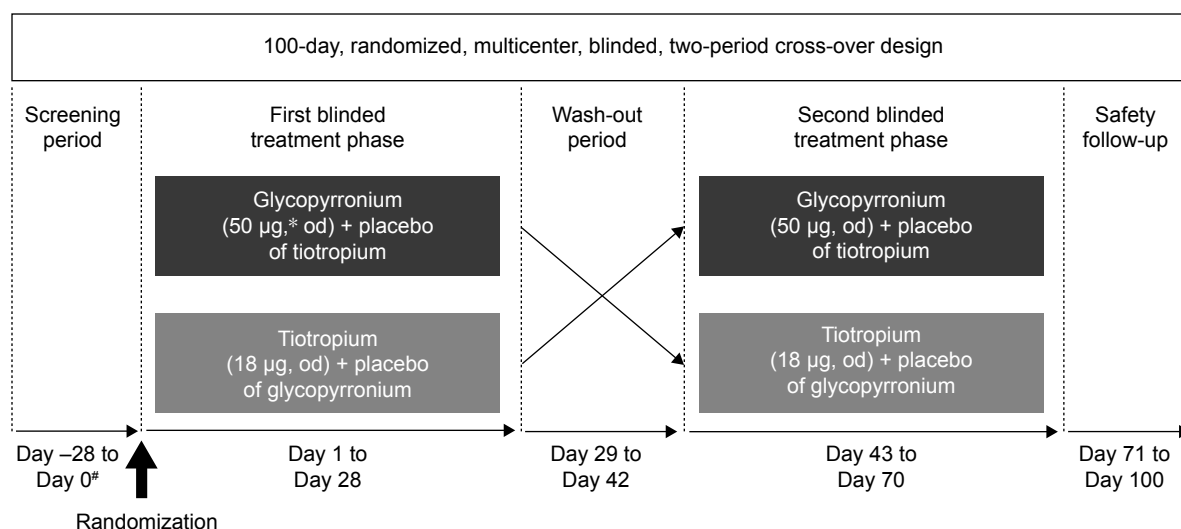 100-day, randomized, multicenter, blinded, two-period cross-over design
Screening
period
First blinded
treatment phase
Wash-out
period
Second blinded
treatment phase
Safety
follow-up
Glycopyrronium
(50 µg,* od) + placebo
of tiotropium
Glycopyrronium
(50 µg, od) + placebo
of tiotropium
Tiotropium
(18 µg, od) + placebo
of glycopyrronium
Tiotropium
(18 µg, od) + placebo
of glycopyrronium
Day –28 to
Day 0#
Day 1 to
Day 28
Day 29 to
Day 42
Day 43 to
Day 70
Day 71 to
Day 100
Randomization